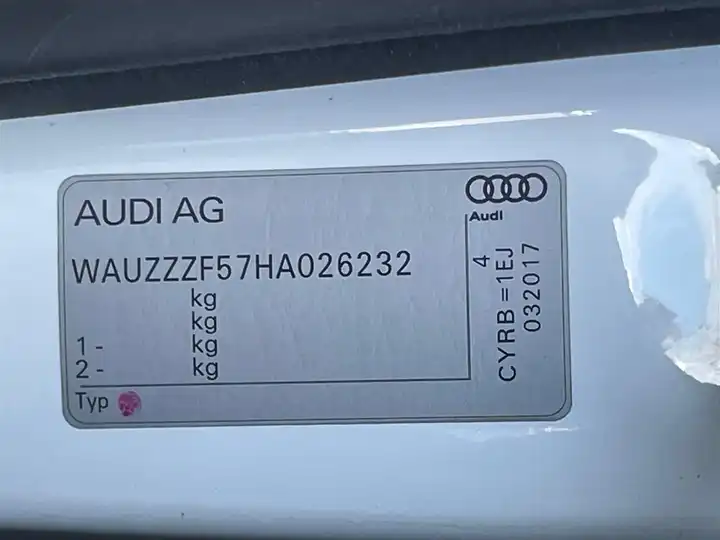 AUDI AG
Audi
WAUZZZF57HA026232
kg
kg
1 - kg
2 - kg
Typ
4
CYRB = 1EJ
032017